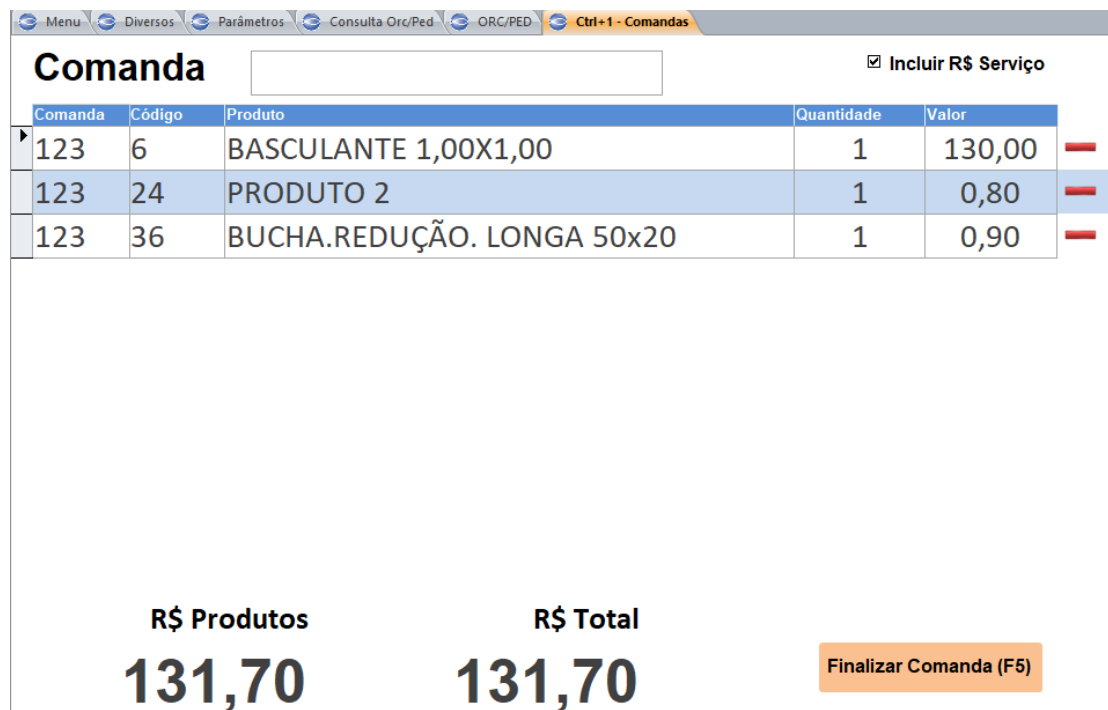 Menu Diversos Parâmetros Consulta Orc/Ped ORC/PED Ctrl+1 - Comandas
Comanda Incluir R$ Serviço
Comanda Código Produto Quantidade Valor
123 6 BASCULANTE 1,00X1,00 1 130,00
123 24 PRODUTO 2 1 0,80
123 36 BUCHA.REDUÇÃO. LONGA 50x20 1 0,90
R$ Produtos R$ Total
131,70 131,70 Finalizar Comanda (F5)